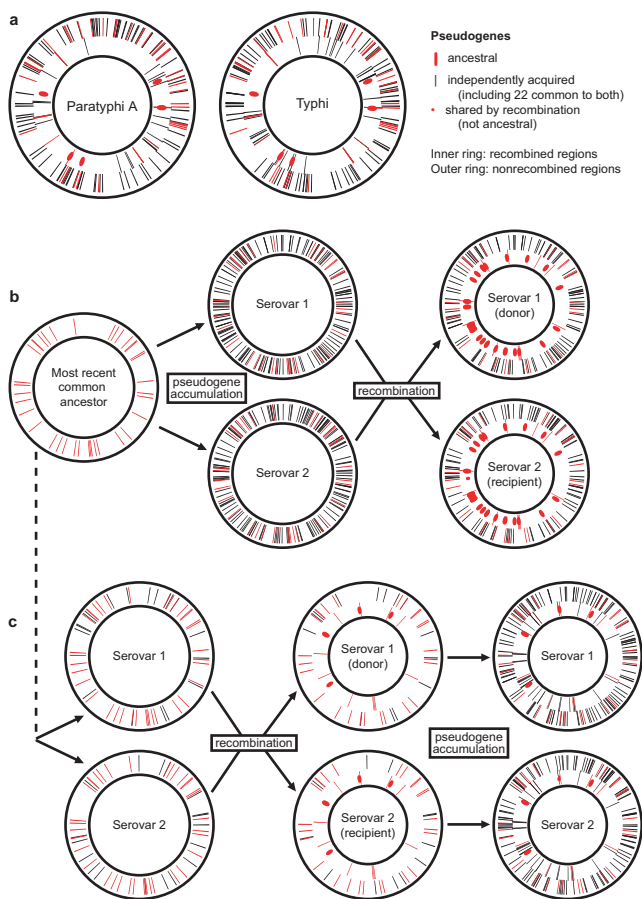 a
Paratyphi A
Typhi
Pseudogenes
ancestral
independently acquired
(including 22 common to both)
shared by recombination
(not ancestral)
Inner ring: recombined regions
Outer ring: nonrecombined regions
b
Most recent
common
ancestor
pseudogene
accumulation
Serovar 1
Serovar 2
recombination
Serovar 1
(donor)
Serovar 2
(recipient)
c
Serovar 1
Serovar 2
recombination
Serovar 1
(donor)
Serovar 2
(recipient)
pseudogene
accumulation
Serovar 1
Serovar 2